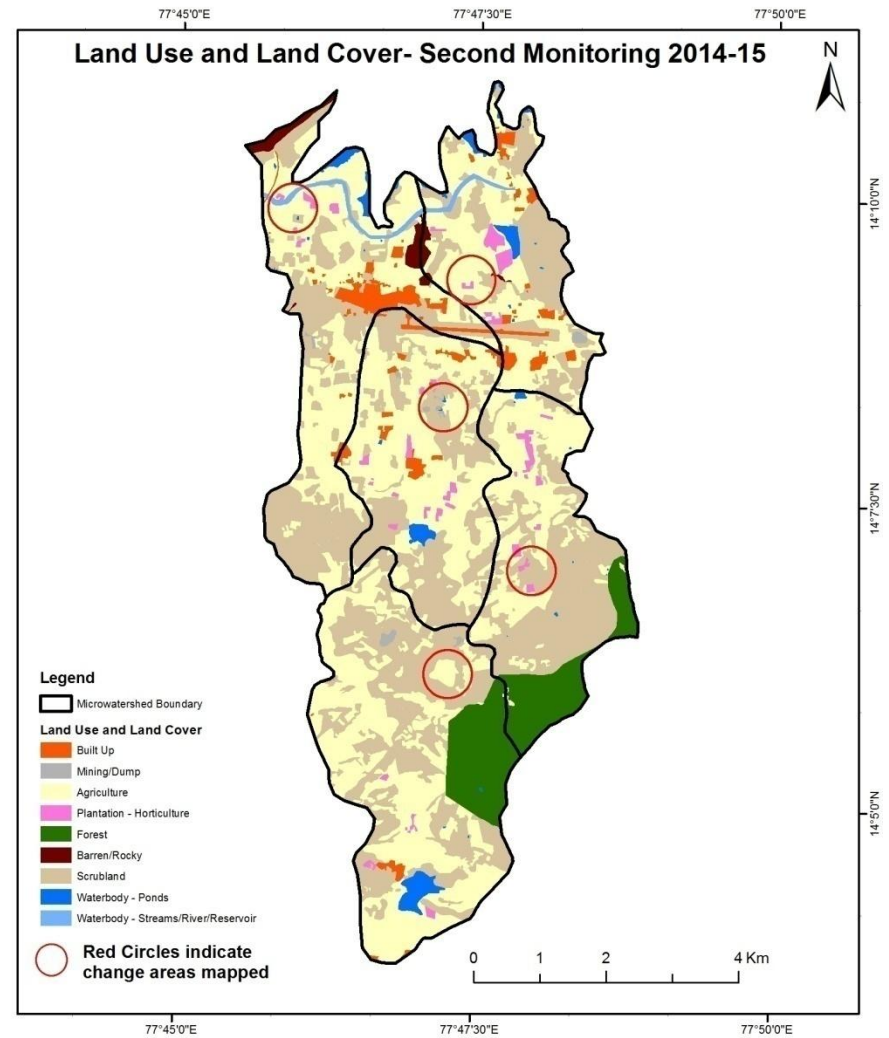 77°45'0"E 77°47'30"E 77°50'0"E
Land Use and Land Cover- Second Monitoring 2014-15
N
14°10'0"N
14°7'30"N
14°5'0"N
Legend
Microwatershed Boundary
Land Use and Land Cover
Built Up
Mining/Dump
Agriculture
Plantation - Horticulture
Forest
Barren/Rocky
Scrubland
Waterbody - Ponds
Waterbody - Streams/River/Reservoir
Red Circles indicate
change areas mapped
0 1 2 4 Km
77°45'0"E 77°47'30"E 77°50'0"E